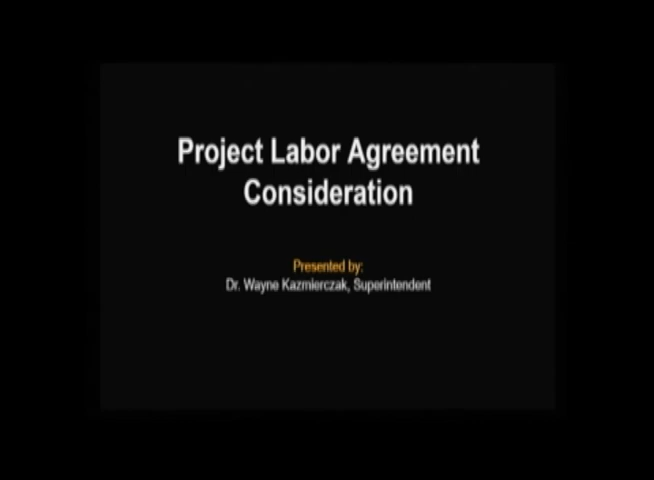 Project Labor Agreement
Consideration
Presented by:
Dr. Wayne Kazmierczak, Superintendent